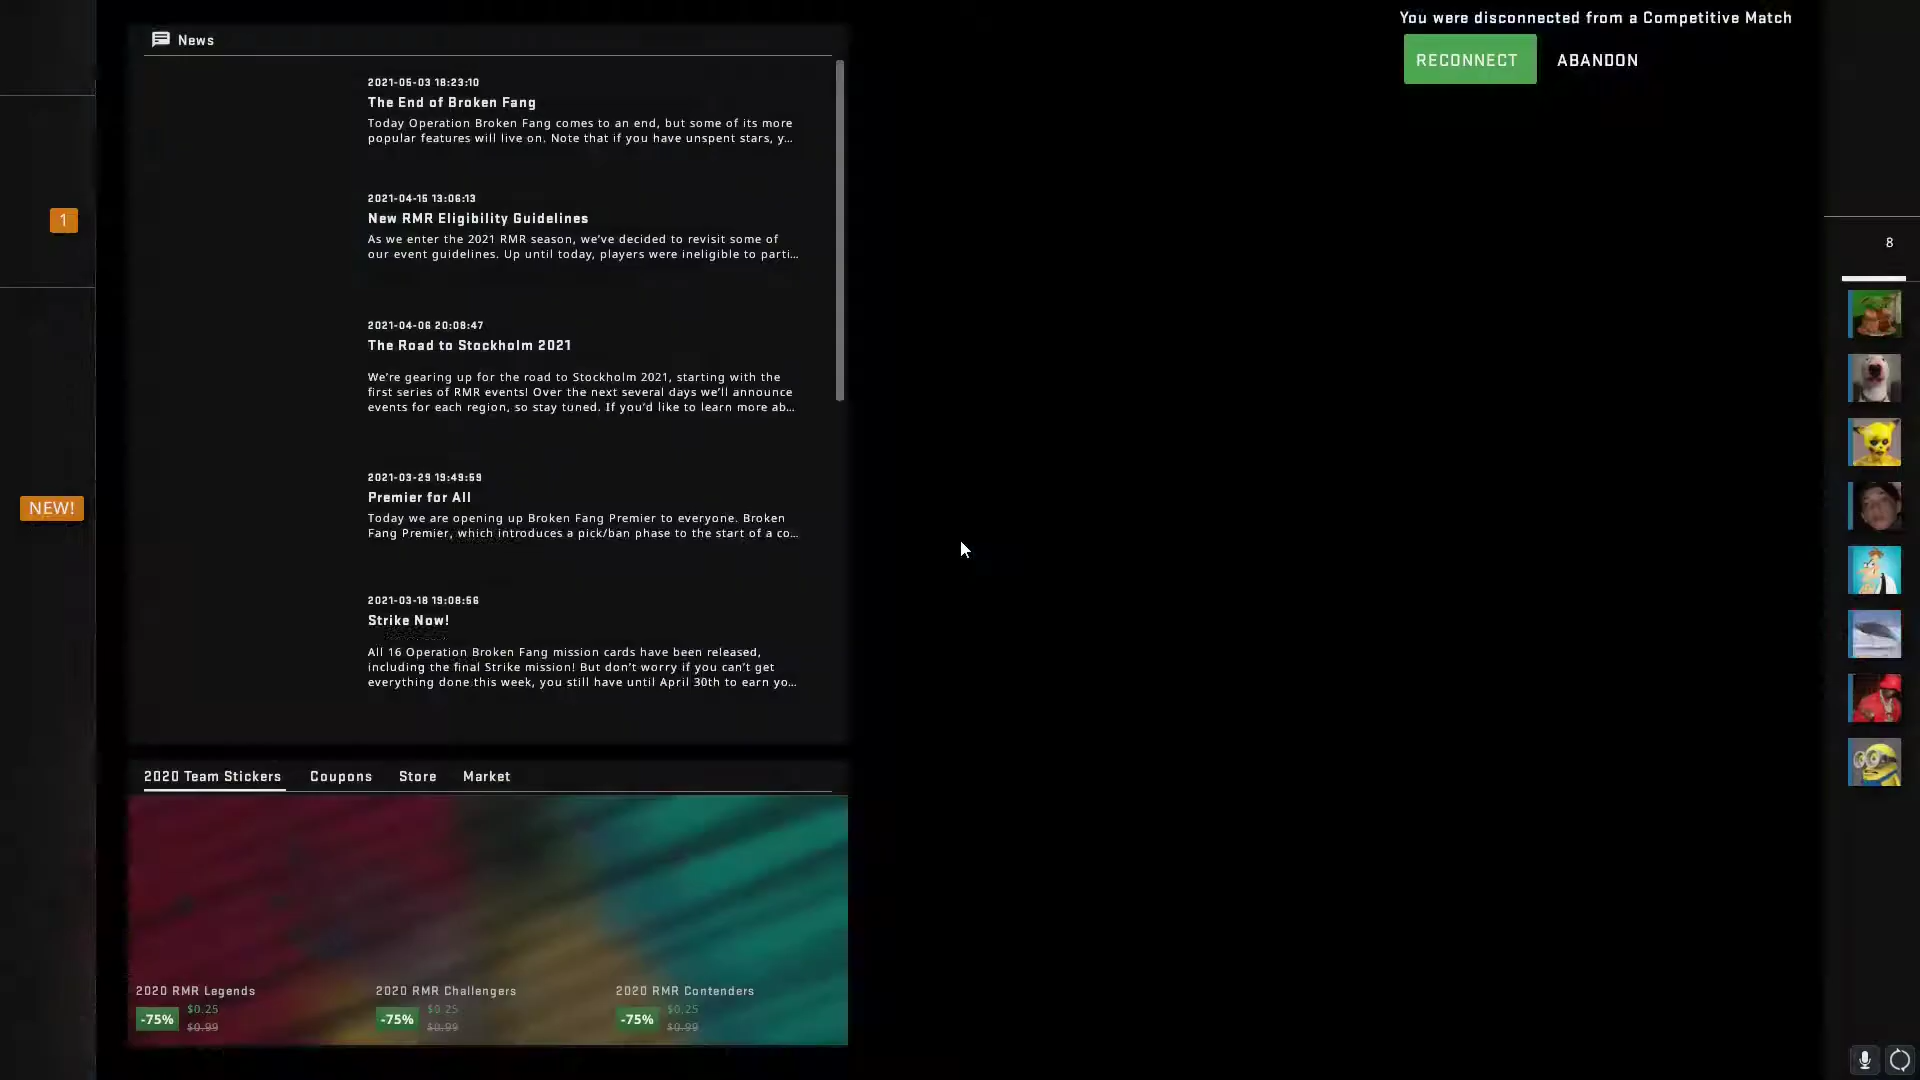 You were disconnected from a Competitive Match
RECONNECT
ABANDON
News
2021-05-03 18:23:10
The End of Broken Fang
Today Operation Broken Fang comes to an end, but some of its more
popular features will live on. Note that if you have unspent stars, y...
2021-04-15 13:06:13
New RMR Eligibility Guidelines
As we enter the 2021 RMR season, we've decided to revisit some of
our event guidelines. Up until today, players were ineligible to parti...
2021-04-06 20:08:47
The Road to Stockholm 2021
We're gearing up for the road to Stockholm 2021, starting with the
first series of RMR events! Over the next several days we'll announce
events for each region, so stay tuned. If you'd like to learn more ab...
2021-03-29 19:49:59
Premier for All
Today we are opening up Broken Fang Premier to everyone. Broken
Fang Premier, which introduces a pick/ban phase to the start of a co...
2021-03-18 19:08:56
Strike Now!
All 16 Operation Broken Fang mission cards have been released,
including the final Strike mission! But don't worry if you can't get
everything done this week, you still have until April 30th to earn yo...
1
NEW!
8
2020 Team Stickers
Coupons
Store
Market
2020 RMR Legends
-75%
$0.25
$0.99
2020 RMR Challengers
-75%
$0.25
$0.99
2020 RMR Contenders
-75%
$0.25
$0.99